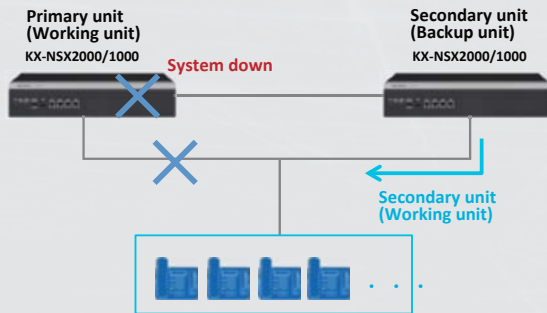 Primary unit
(Working unit)
KX-NSX2000/1000
Secondary unit
(Backup unit)
KX-NSX2000/1000
System down
Secondary unit
(Working unit)
. . .